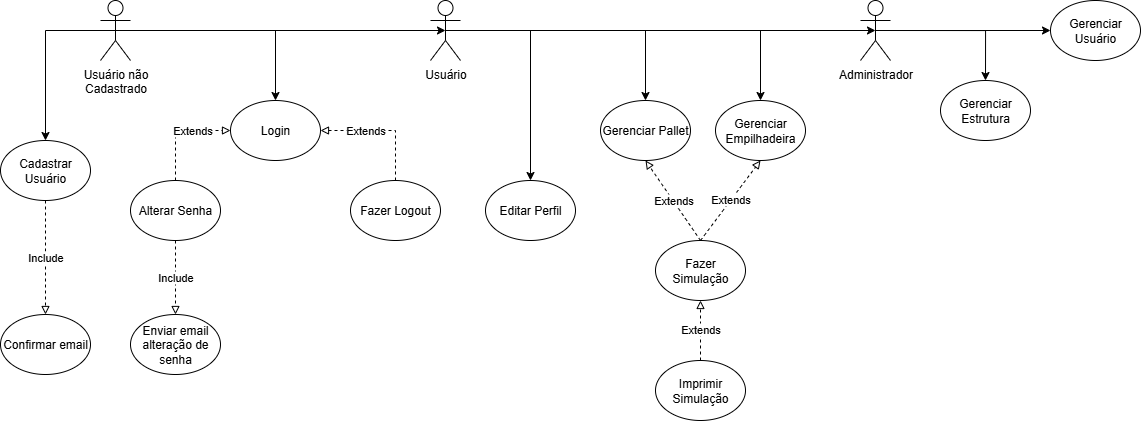 Gerenciar
Usuário
Usuário não
Cadastrado
Usuário
Administrador
Gerenciar
Estrutura
Extends
Login
Extends
Gerenciar Pallet
Gerenciar
Empilhadeira
Cadastrar
Usuário
Alterar Senha
Fazer Logout
Editar Perfil
Extends
Extends
Include
Fazer
Simulação
Include
Confirmar email
Enviar email
alteração de
senha
Extends
Imprimir
Simulação